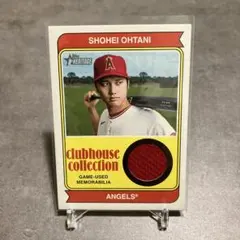 SHOHEI OHTANI
Topps
HERITAGE
clubhouse
collection
GAME-USED
MEMORABILIA
ANGELS®